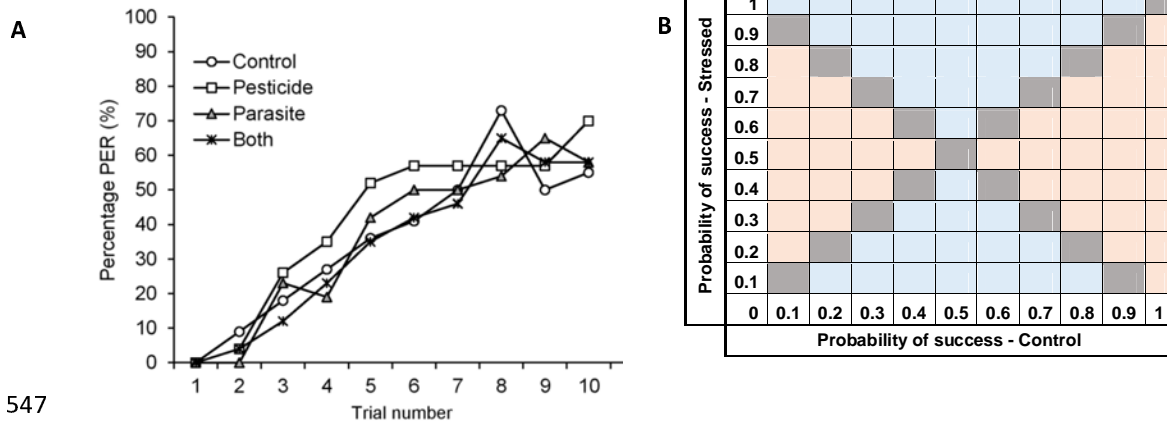 A
100
90
80
70
60
50
40
30
20
10
0
Percentage PER (%)
Control
Pesticide
Parasite
Both
1 2 3 4 5 6 7 8 9 10
Trial number
547
B
Probability of success - Stressed
1
0.9
0.8
0.7
0.6
0.5
0.4
0.3
0.2
0.1
0 0.1 0.2 0.3 0.4 0.5 0.6 0.7 0.8 0.9 1
Probability of success - Control